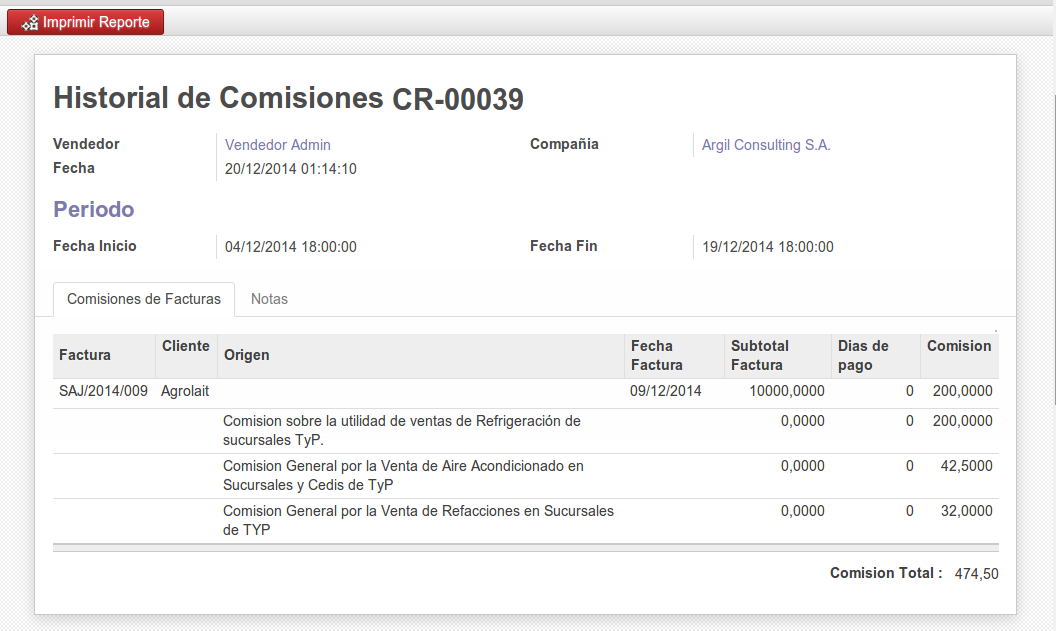 Imprimir Reporte
Historial de Comisiones CR-00039
Vendedor Vendedor Admin Compañia Argil Consulting S.A.
Fecha 20/12/2014 01:14:10
Periodo
Fecha Inicio 04/12/2014 18:00:00 Fecha Fin 19/12/2014 18:00:00
Comisiones de Facturas Notas
Factura Cliente Origen Fecha Factura Subtotal Factura Dias de pago Comision
SAJ/2014/009 Agrolait 09/12/2014 10000,0000 0 200,0000
Comision sobre la utilidad de ventas de Refrigeración de 0,0000 0 200,0000
sucursales TyP.
Comision General por la Venta de Aire Acondicionado en 0,0000 0 42,5000
Sucursales y Cedis de TyP
Comision General por la Venta de Refacciones en Sucursales 0,0000 0 32,0000
de TYP
Comision Total : 474,50